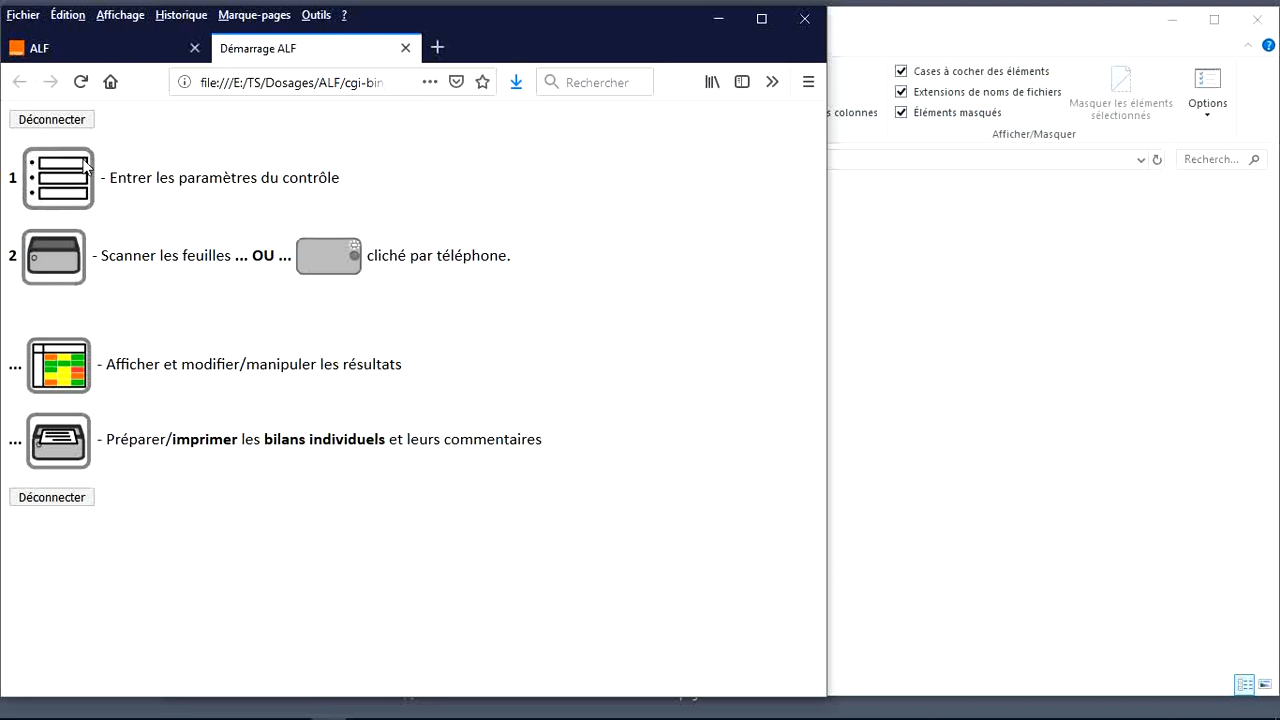 Fichier Édition Affichage Historique Marque-pages Outils ?
ALF
Démarrage ALF
file:///E:/TS/Dosages/ALF/cgi-bin
Rechercher
Déconnecter
1 - Entrer les paramètres du contrôle
2 - Scanner les feuilles ... OU ... cliché par téléphone.
... - Afficher et modifier/manipuler les résultats
... - Préparer/imprimer les bilans individuels et leurs commentaires
Déconnecter
Cases à cocher des éléments
Extensions de noms de fichiers
s colonnes
Éléments masqués
Masquer les éléments
sélectionnés
Options
Afficher/Masquer
Recherch...